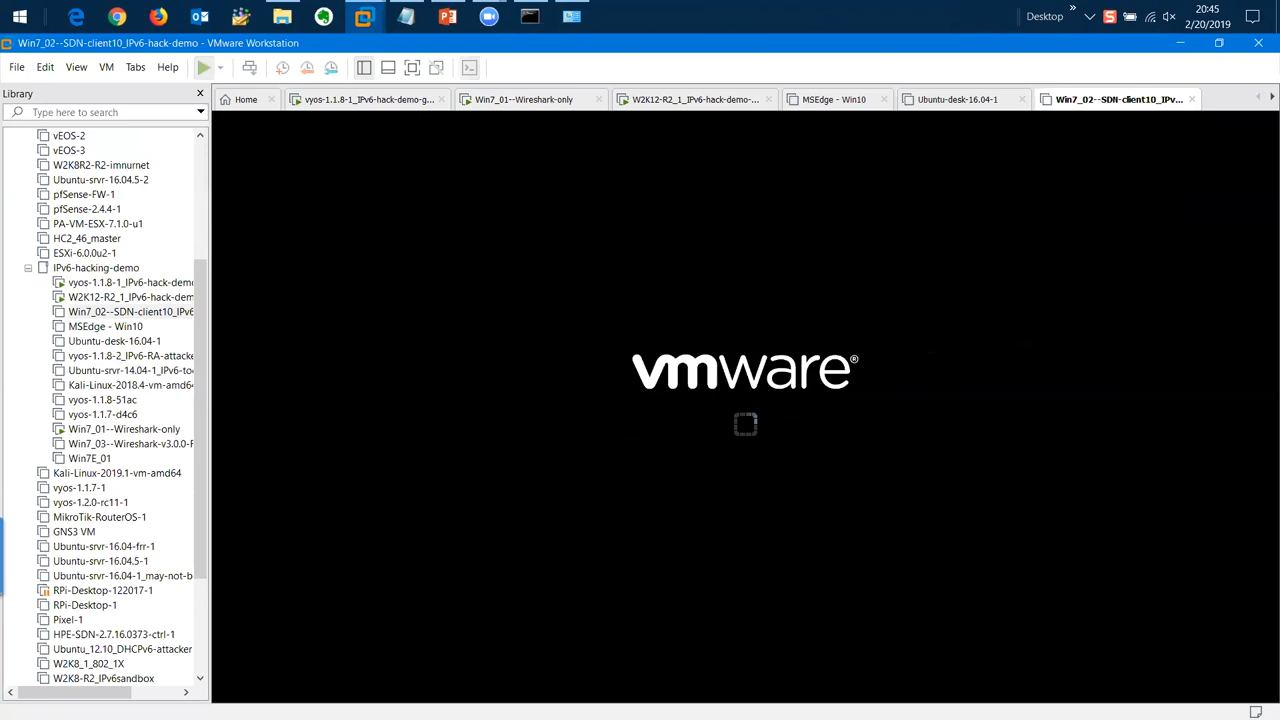 Desktop
»
20:45
2/20/2019
Win7_02--SDN-client10_IPv6-hack-demo - VMware Workstation
File Edit View VM Tabs Help
Library
Type here to search
Home
vyos-1.1.8-1_IPv6-hack-demo-g...
Win7_01--Wireshark-only
W2K12-R2_1_IPv6-hack-demo-...
MSEdge - Win10
Ubuntu-desk-16.04-1
Win7_02--SDN-client10_IPv...
vEOS-2
vEOS-3
W2K8R2-R2-imnurnet
Ubuntu-srvr-16.04.5-2
pfSense-FW-1
pfSense-2.4.4-1
PA-VM-ESX-7.1.0-u1
HC2_46_master
ESXi-6.0.0u2-1
IPv6-hacking-demo
vyos-1.1.8-1_IPv6-hack-demo
W2K12-R2_1_IPv6-hack-dem
Win7_02--SDN-client10_IPv6
MSEdge - Win10
Ubuntu-desk-16.04-1
vyos-1.1.8-2_IPv6-RA-attacke
Ubuntu-srvr-14.04-1_IPv6-to
Kali-Linux-2018.4-vm-amd64
vyos-1.1.8-51ac
vyos-1.1.7-d4c6
Win7_01--Wireshark-only
Win7_03--Wireshark-v3.0.0-F
Win7E_01
Kali-Linux-2019.1-vm-amd64
vyos-1.1.7-1
vyos-1.2.0-rc11-1
MikroTik-RouterOS-1
GNS3 VM
Ubuntu-srvr-16.04-frr-1
Ubuntu-srvr-16.04.5-1
Ubuntu-srvr-16.04-1_may-not-b
RPi-Desktop-122017-1
RPi-Desktop-1
Pixel-1
HPE-SDN-2.7.16.0373-ctrl-1
Ubuntu_12.10_DHCPv6-attacker
W2K8_1_802_1X
W2K8-R2_IPv6sandbox
vmware®